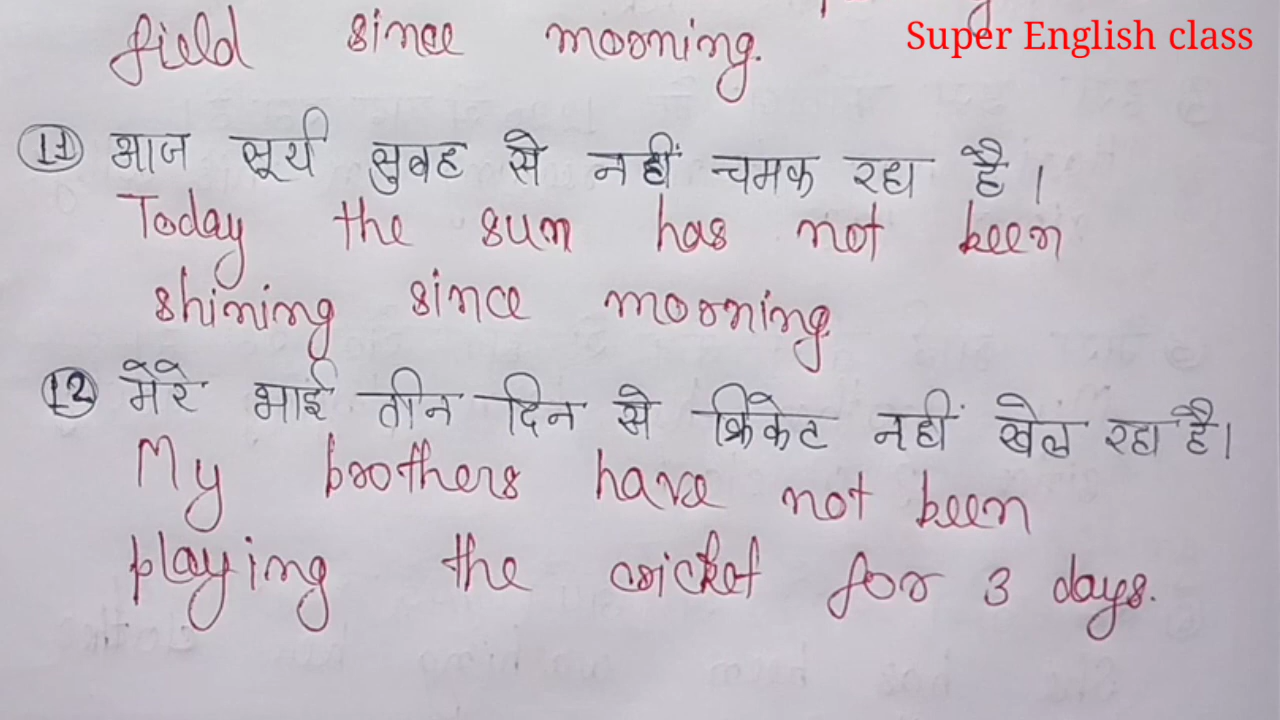 Super English class
field since morning.
11 आज सूर्य सुबह से नहीं चमक रहा है।
Today the sun has not been
shining since morning.
12 मेरे भाई तीन दिन से क्रिकेट नहीं खेल रहा है।
My brothers have not been
playing the cricket for 3 days.